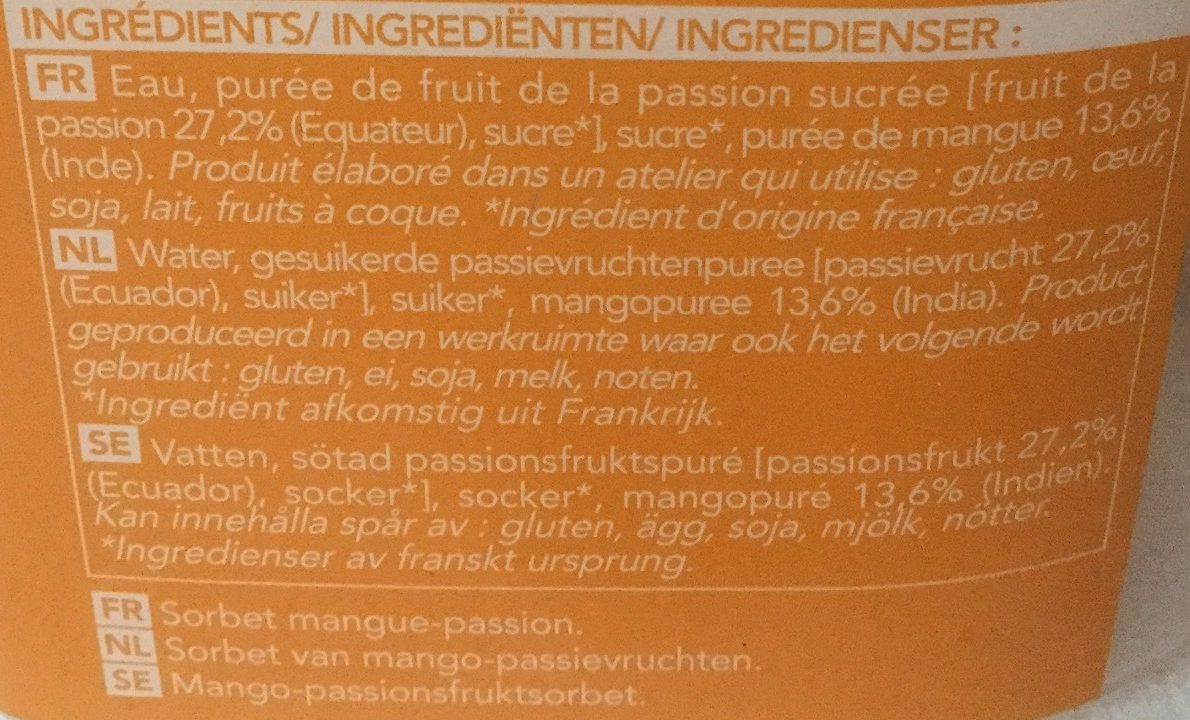 INGRÉDIENTS/ INGREDIËNTEN/ INGREDIENSER :
FR Eau, purée de fruit de la passion sucrée [fruit de la
passion 27,2% (Equateur), sucre*], sucre*, purée de mangue 13,6%
(Inde). Produit élaboré dans un atelier qui utilise : gluten, œuf,
soja, lait, fruits à coque. *Ingrédient d'origine française.
NL Water, gesuikerde passievruchtenpuree [passievrucht 27,2%
(Ecuador), suiker*], suiker*, mangopuree 13,6% (India). Product
geproduceerd in een werkruimte waar ook het volgende wordt
gebruikt : gluten, ei, soja, melk, noten.
*Ingrediënt afkomstig uit Frankrijk.
SE Vatten, sötad passionsfruktspuré [passionsfrukt 27,2%
(Ecuador), socker*], socker*, mangopuré 13,6% (Indien).
Kan innehålla spår av : gluten, ägg, soja, mjölk, nötter.
*Ingredienser av franskt ursprung.
FR Sorbet mangue-passion.
NL Sorbet van mango-passievruchten.
SE Mango-passionsfruktsorbet.